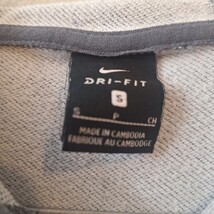 DRI-FIT
S
S P CH
MADE IN CAMBODIA
FABRIQUÉ AU CAMBODGE